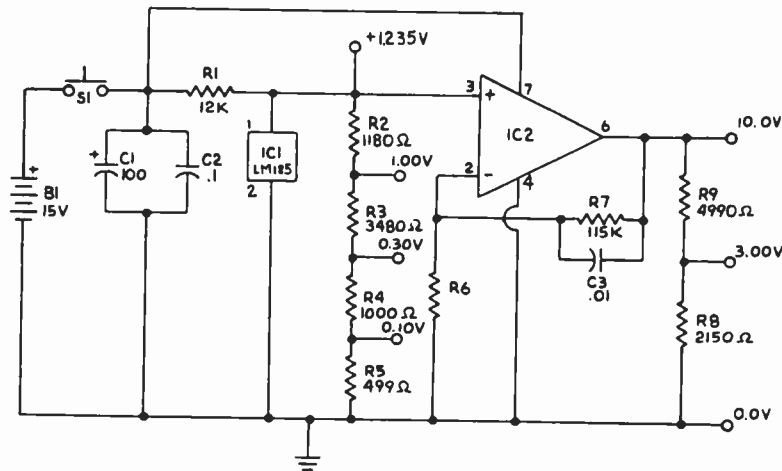 +1.235V
S1
R1
12K
3
+
7
IC2
6
10.0V
1
IC1
LM185
2
R2
1180Ω
1.00V
2
-
4
+
C1
100
C2
.1
+
B1
15V
R3
3480Ω
0.30V
R7
115K
R9
4990Ω
3.00V
R6
C3
.01
R4
1000Ω
0.10V
R8
2150Ω
R5
499Ω
0.0V